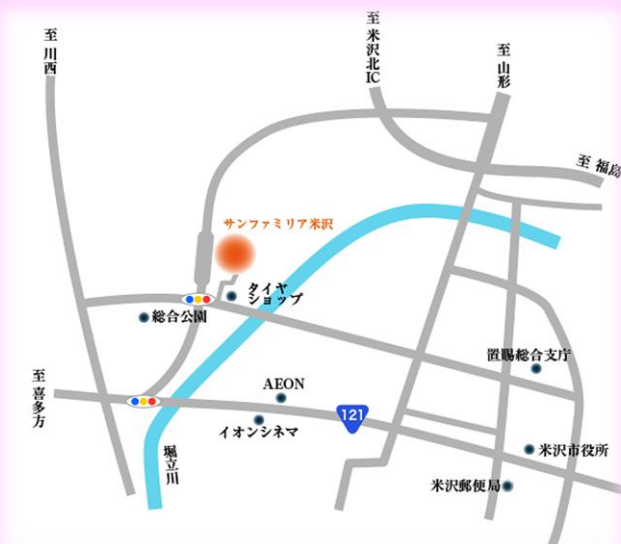 至 川西
至 米沢北IC
至 山形
至 福島
サンファミリア米沢
タイヤ
ショップ
総合公園
置賜総合支庁
至 喜多方
AEON
121
イオンシネマ
堀立川
米沢市役所
米沢郵便局